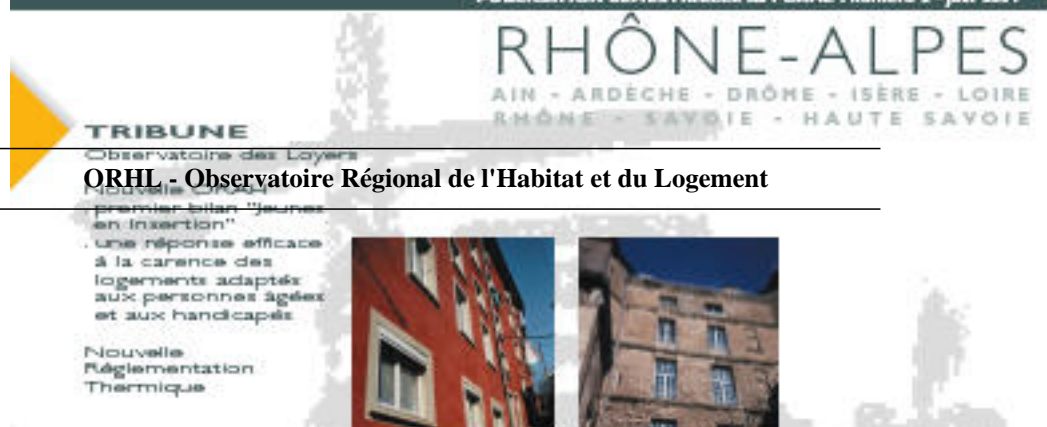 RHÔNE-ALPES
AIN - ARDÈCHE - DRÔME - ISÈRE - LOIRE
RHÔNE - SAVOIE - HAUTE SAVOIE
TRIBUNE
Observatoire des Loyers
ORHL - Observatoire Régional de l'Habitat et du Logement
Nouvelle OPAH
. premier bilan "Jeunes
en Insertion"
. une réponse efficace
à la carence des
logements adaptés
aux personnes âgées
et aux handicapés
Nouvelle
Réglementation
Thermique